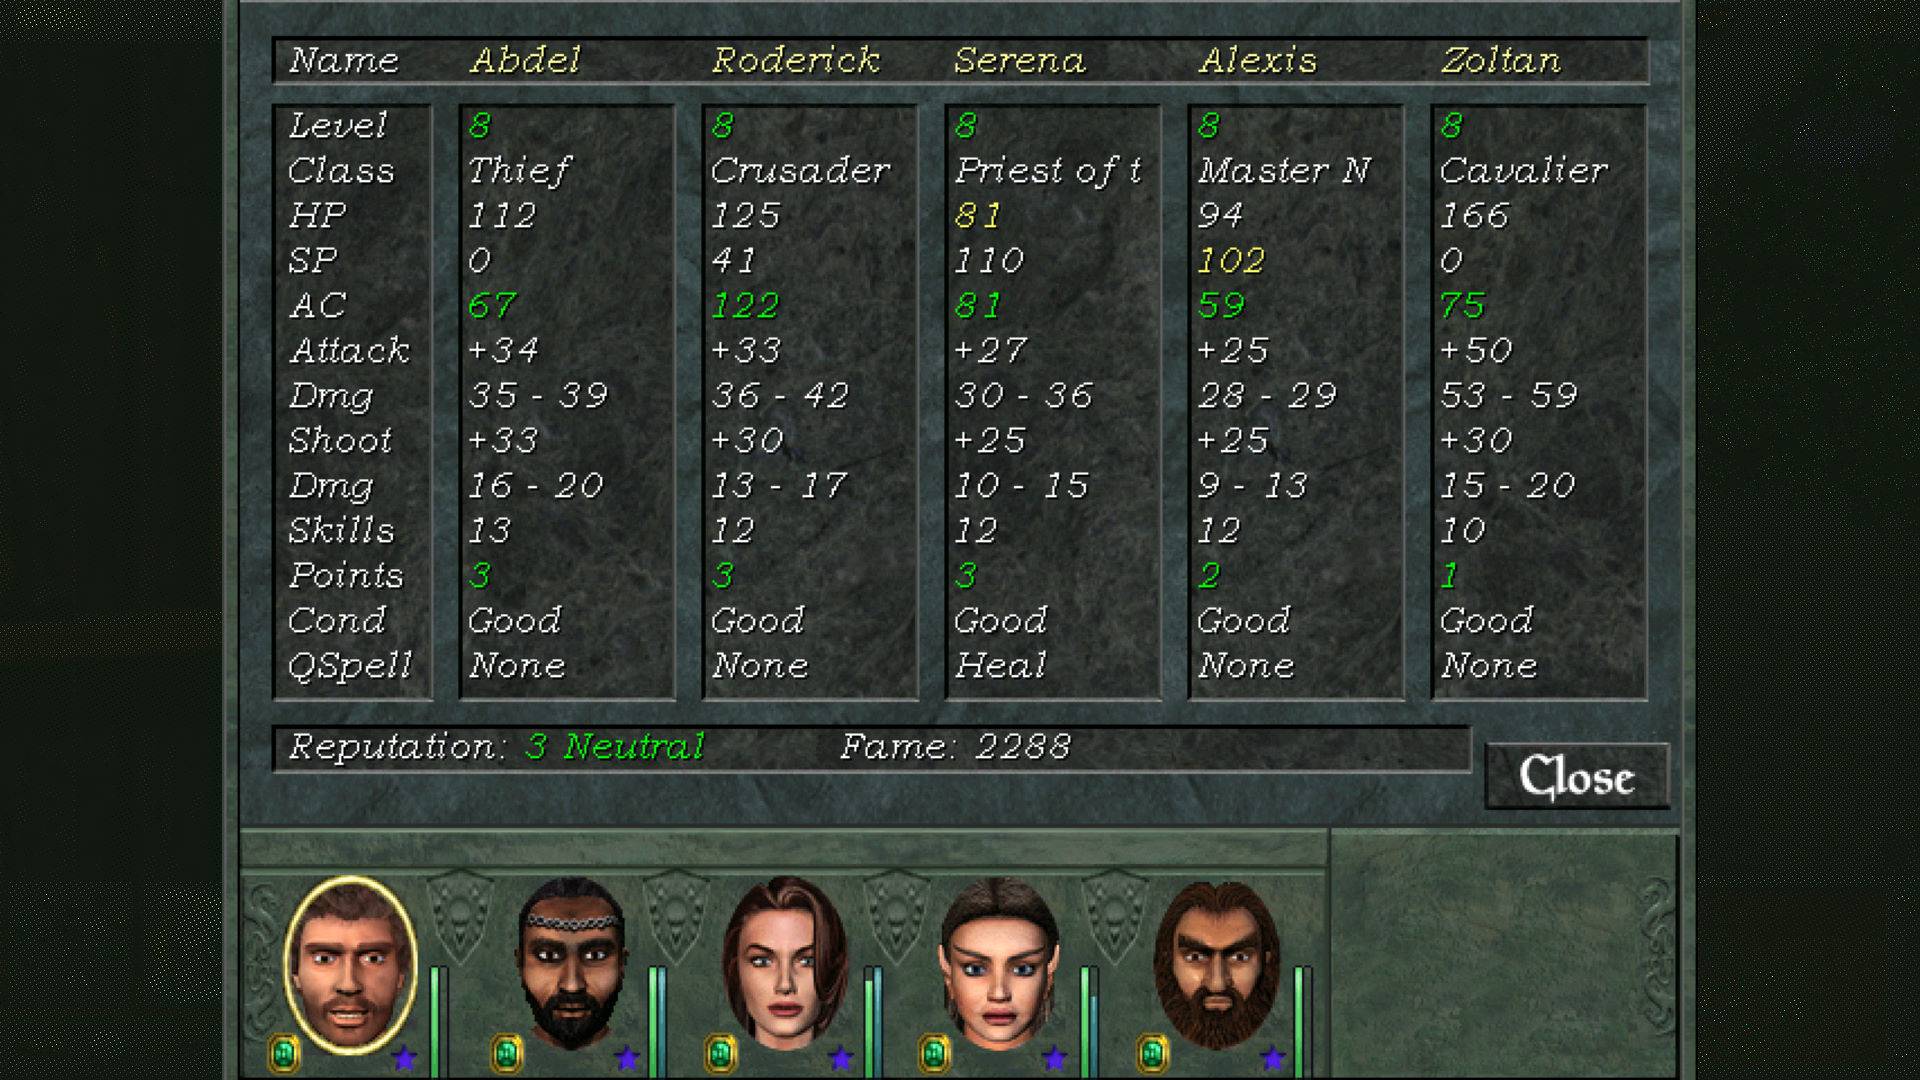 Name Abdel Roderick Serena Alexis Zoltan
Level 8 8 8 8 8
Class Thief Crusader Priest of t Master N Cavalier
HP 112 125 81 94 166
SP 0 41 110 102 0
AC 67 122 81 59 75
Attack +34 +33 +27 +25 +50
Dmg 35 - 39 36 - 42 30 - 36 28 - 29 53 - 59
Shoot +33 +30 +25 +25 +30
Dmg 16 - 20 13 - 17 10 - 15 9 - 13 15 - 20
Skills 13 12 12 12 10
Points 3 3 3 2 1
Cond Good Good Good Good Good
QSpell None None Heal None None
Reputation: 3 Neutral Fame: 2288
Close